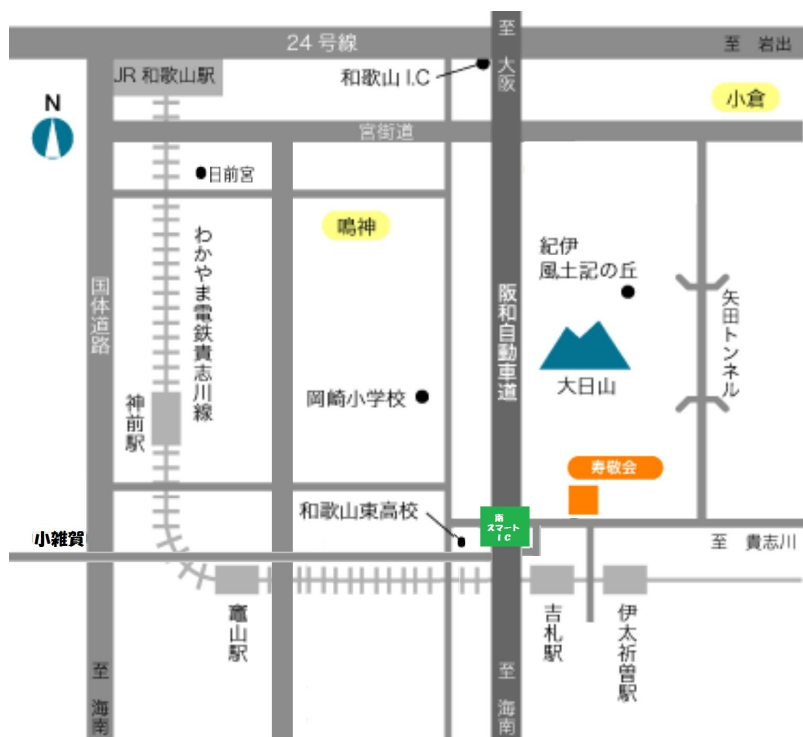 24号線
至 大阪
至 岩出
JR 和歌山駅
和歌山 I.C
小倉
N
宮街道
日前宮
鳴神
わかやま電鉄貴志川線
紀伊
風土記の丘
国体道路
阪和自動車道
矢田トンネル
大日山
岡崎小学校
神前駅
寿敬会
和歌山東高校
南
スマート
IC
小雑賀
至 貴志川
竈山駅
吉札駅
伊太祈曽駅
至 海南
至 海南